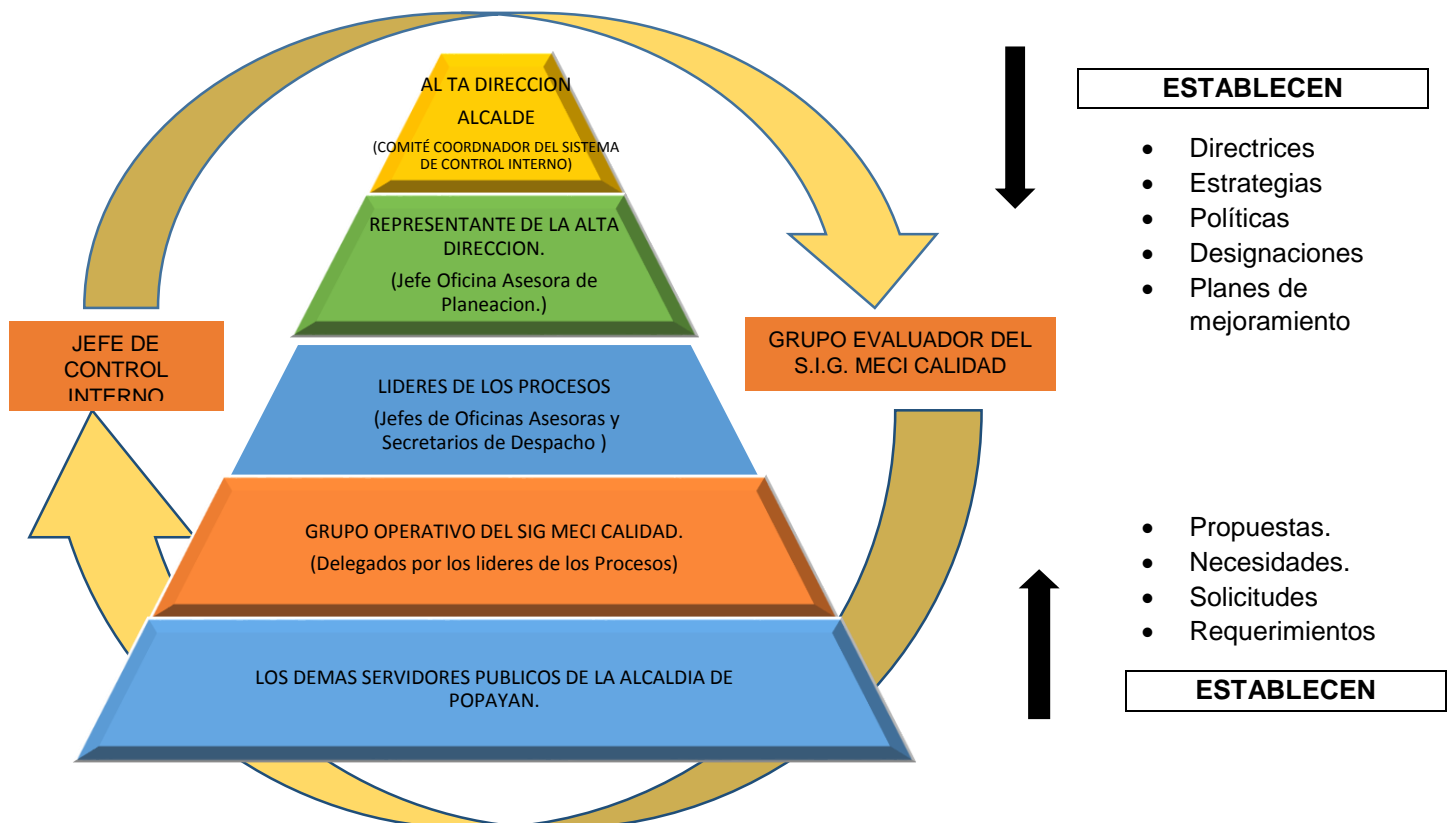 AL TA DIRECCION
ALCALDE
(COMITÉ COORDNADOR DEL SISTEMA
DE CONTROL INTERNO)
REPRESENTANTE DE LA ALTA
DIRECCION.
(Jefe Oficina Asesora de
Planeacion.)
JEFE DE
CONTROL
INTERNO
GRUPO EVALUADOR DEL
S.I.G. MECI CALIDAD
LIDERES DE LOS PROCESOS
(Jefes de Oficinas Asesoras y
Secretarios de Despacho )
GRUPO OPERATIVO DEL SIG MECI CALIDAD.
(Delegados por los lideres de los Procesos)
LOS DEMAS SERVIDORES PUBLICOS DE LA ALCALDIA DE
POPAYAN.
ESTABLECEN
• Directrices
• Estrategias
• Políticas
• Designaciones
• Planes de
mejoramiento
• Propuestas.
• Necesidades.
• Solicitudes
• Requerimientos
ESTABLECEN